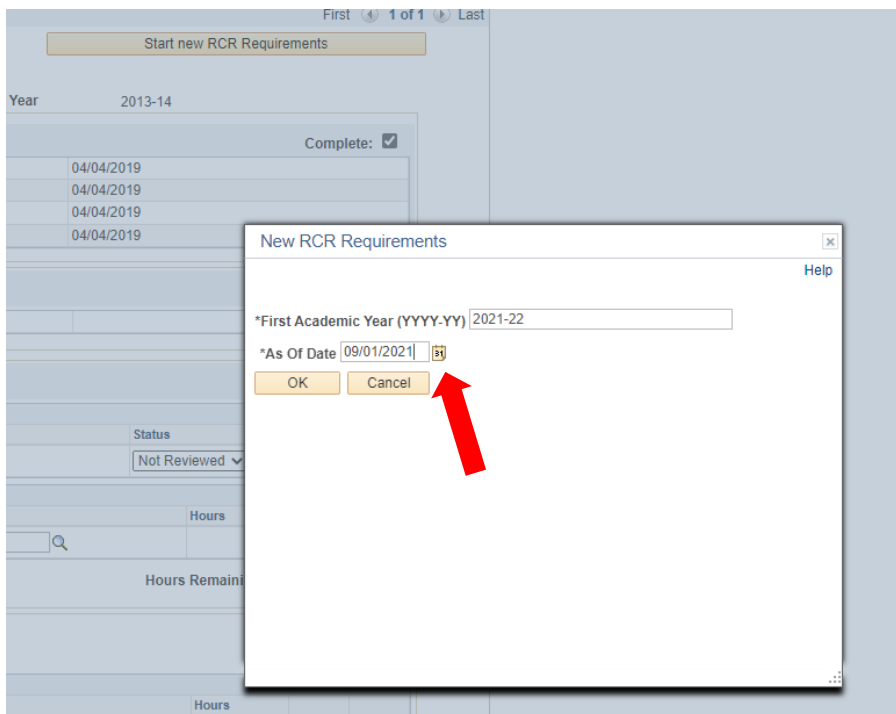 First 1 of 1 Last
Start new RCR Requirements
Year 2013-14
Complete:
04/04/2019
04/04/2019
04/04/2019
04/04/2019
New RCR Requirements
Help
*First Academic Year (YYYY-YY) 2021-22
*As Of Date 09/01/2021 31
OK Cancel
Status
Not Reviewed
Hours
Hours Remaini
Hours